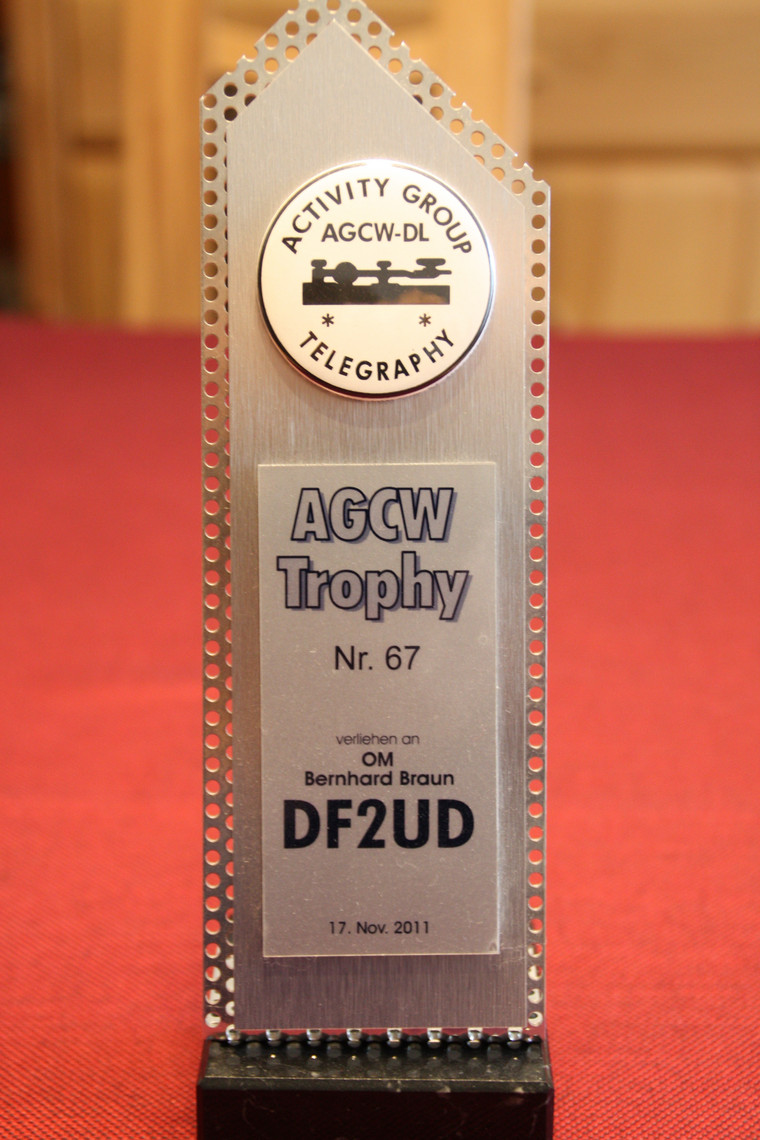 ACTIVITY GROUP
AGCW-DL
* *
TELEGRAPHY
AGCW
Trophy
Nr. 67
verliehen an
OM
Bernhard Braun
DF2UD
17. Nov. 2011